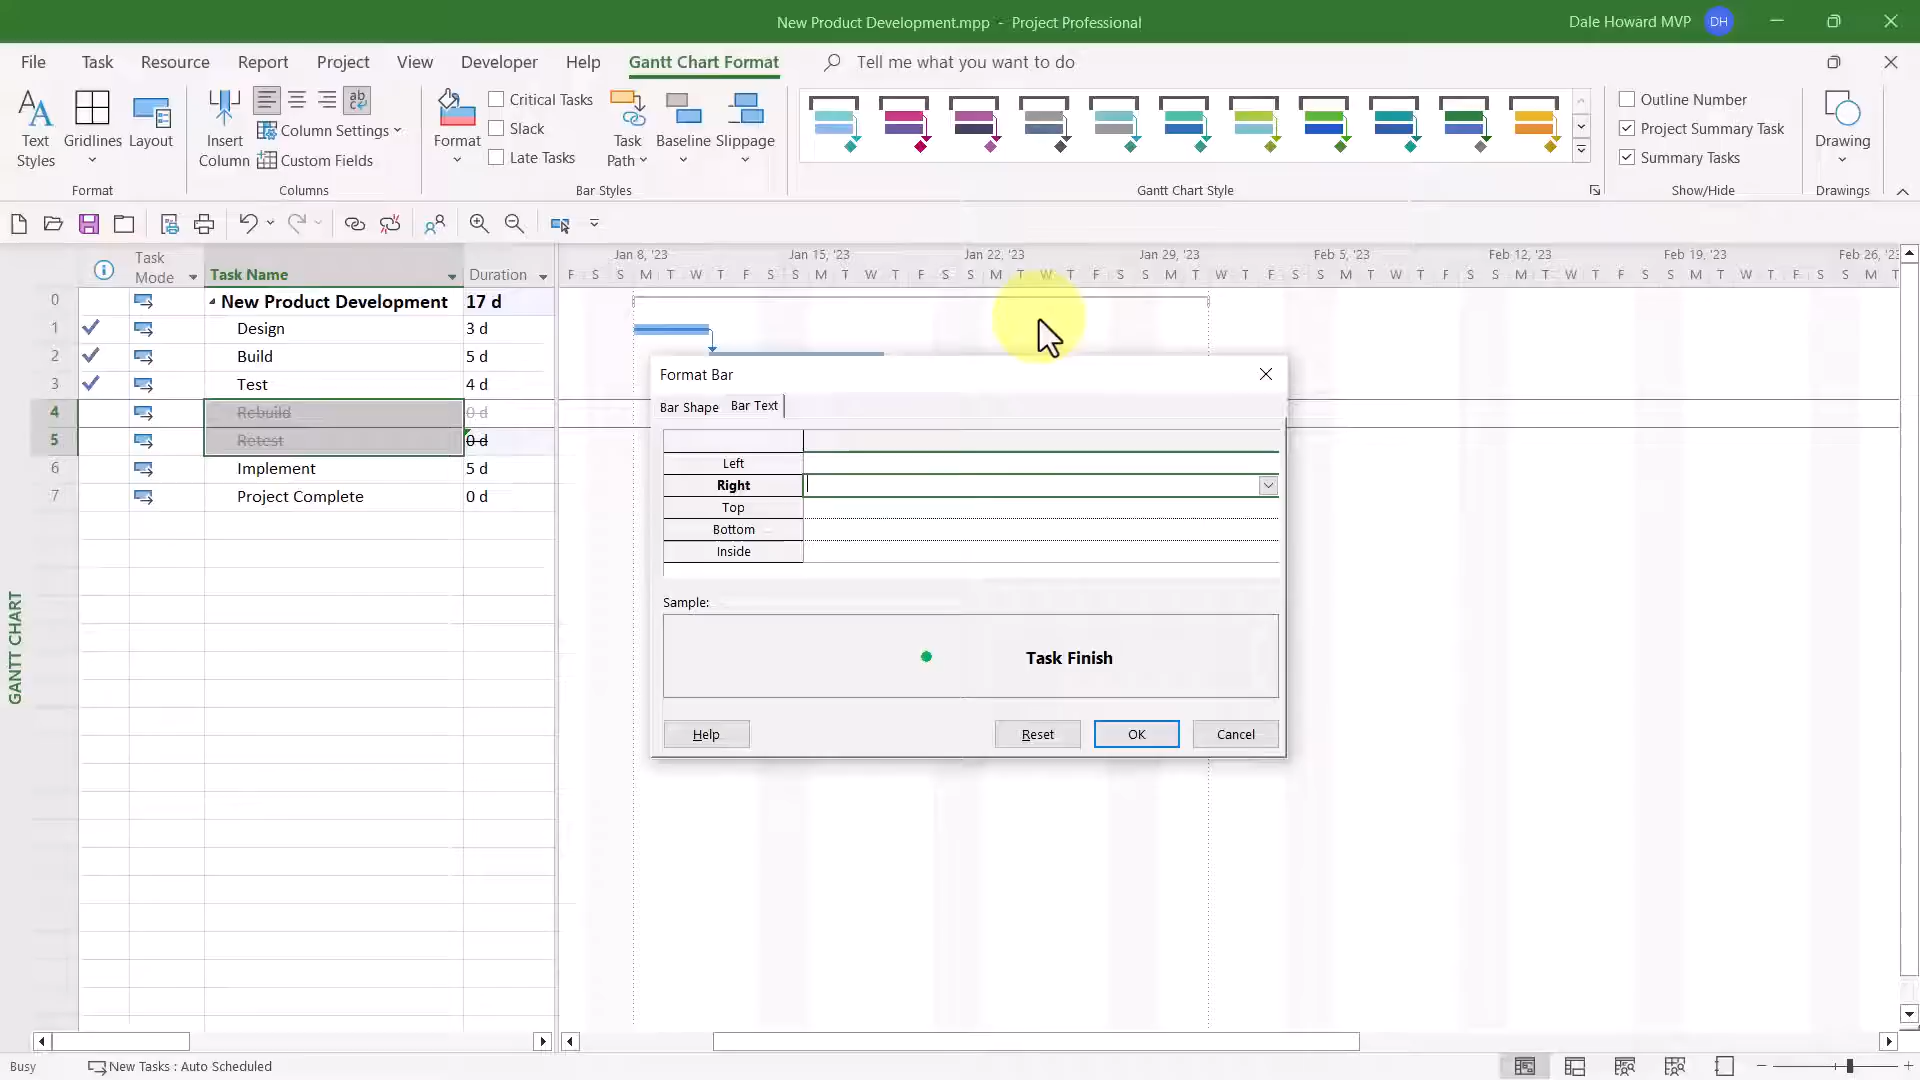 New Product Development.mpp - Project Professional
Dale Howard MVP DH
File Task Resource Report Project View Developer Help Gantt Chart Format Tell me what you want to do
Text Styles
Gridlines
Layout
Format
Insert Column
Column Settings
Custom Fields
Columns
Format
Critical Tasks
Slack
Late Tasks
Task Path
Baseline
Slippage
Bar Styles
Gantt Chart Style
Outline Number
Project Summary Task
Summary Tasks
Show/Hide
Drawing
Drawings
Task Mode Task Name Duration
Jan 8, '23 Jan 15, '23 Jan 22, '23 Jan 29, '23 Feb 5, '23 Feb 12, '23 Feb 19, '23 Feb 26, '23
F S S M T W T F S S M T W T F S S M T W T F S S M T W T F S S M T W T F S S M T W T F S S M T W T F S S M T
0 New Product Development 17 d
1 Design 3 d
2 Build 5 d
3 Test 4 d
4 Rebuild 0 d
5 Retest 0 d
6 Implement 5 d
7 Project Complete 0 d
GANTT CHART
Format Bar
Bar Shape Bar Text
Left
Right
Top
Bottom
Inside
Sample:
Task Finish
Help Reset OK Cancel
Busy New Tasks : Auto Scheduled